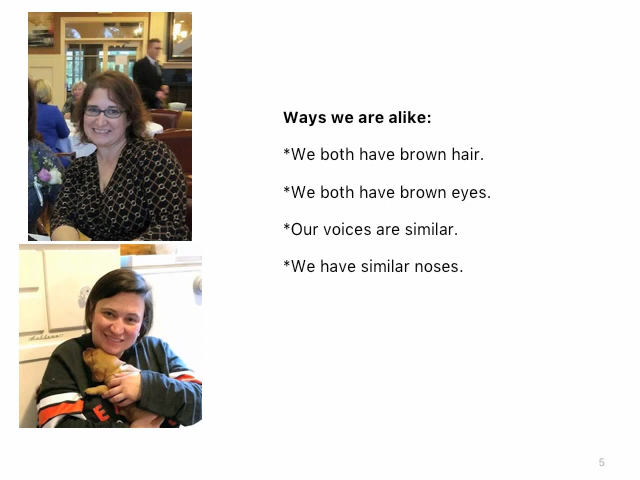 Ways we are alike:
*We both have brown hair.
*We both have brown eyes.
*Our voices are similar.
*We have similar noses.
5